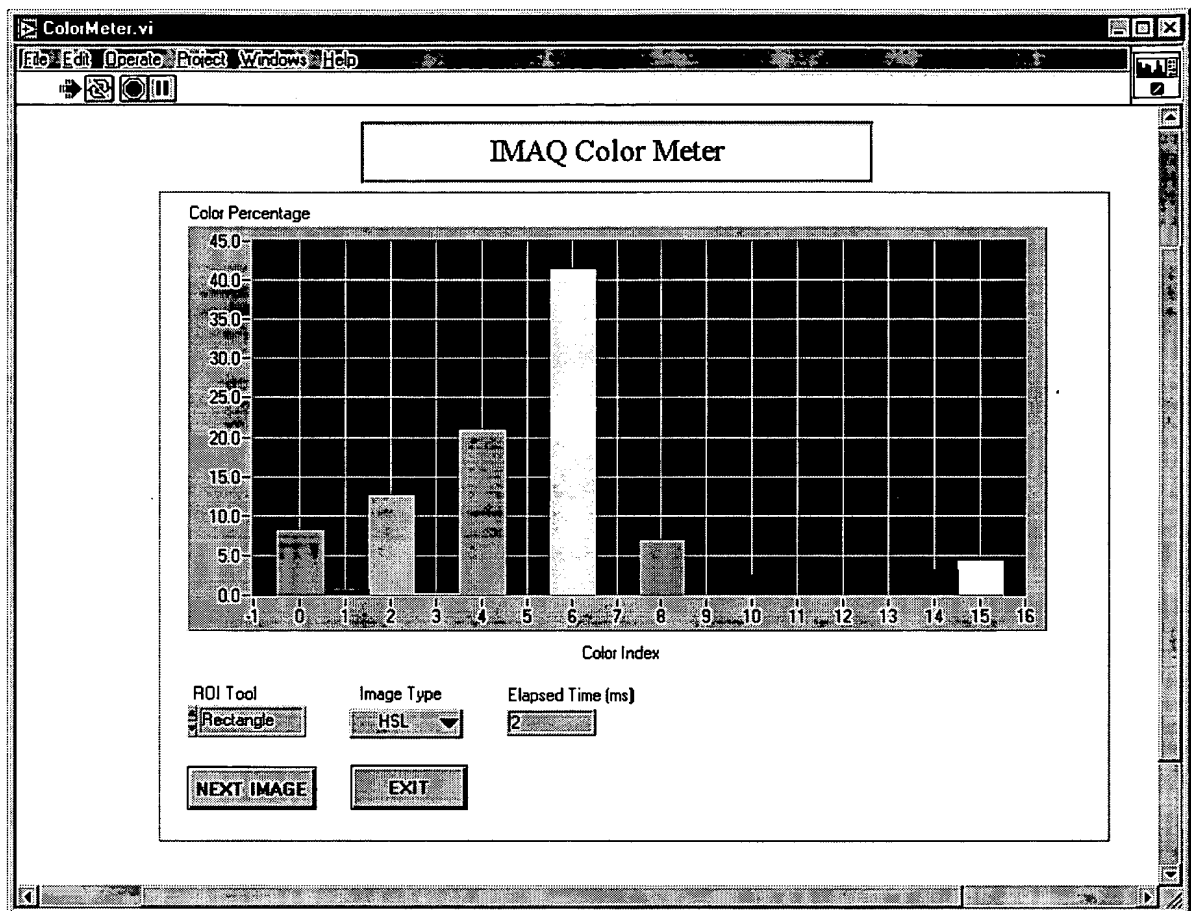 ColorMeter.vi
File Edit Operate Project Windows Help
IMAQ Color Meter
Color Percentage
45.0
40.0
35.0
30.0
25.0
20.0
15.0
10.0
5.0
0.0
-1 0 1 2 3 4 5 6 7 8 9 10 11 12 13 14 15 16
Color Index
ROI Tool Image Type Elapsed Time (ms)
Rectangle HSL 2
NEXT IMAGE EXIT